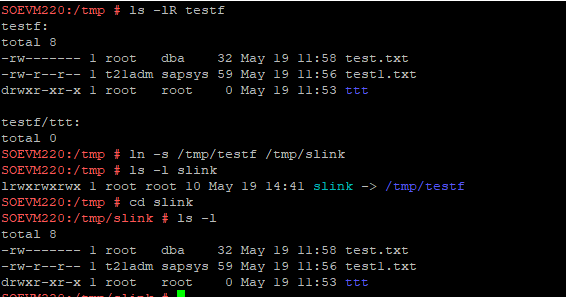 SOEVM220:/tmp # ls -lR testf
testf:
total 8
-rw------- 1 root   dba    32 May 19 11:58 test.txt
-rw-r--r-- 1 t21adm sapsys 59 May 19 11:56 test1.txt
drwxr-xr-x 1 root   root    0 May 19 11:53 ttt

testf/ttt:
total 0
SOEVM220:/tmp # ln -s /tmp/testf /tmp/slink
SOEVM220:/tmp # ls -l slink
lrwxrwxrwx 1 root root 10 May 19 14:41 slink -> /tmp/testf
SOEVM220:/tmp # cd slink
SOEVM220:/tmp/slink # ls -l
total 8
-rw------- 1 root   dba    32 May 19 11:58 test.txt
-rw-r--r-- 1 t21adm sapsys 59 May 19 11:56 test1.txt
drwxr-xr-x 1 root   root    0 May 19 11:53 ttt
SOEVM220:/tmp/slink #